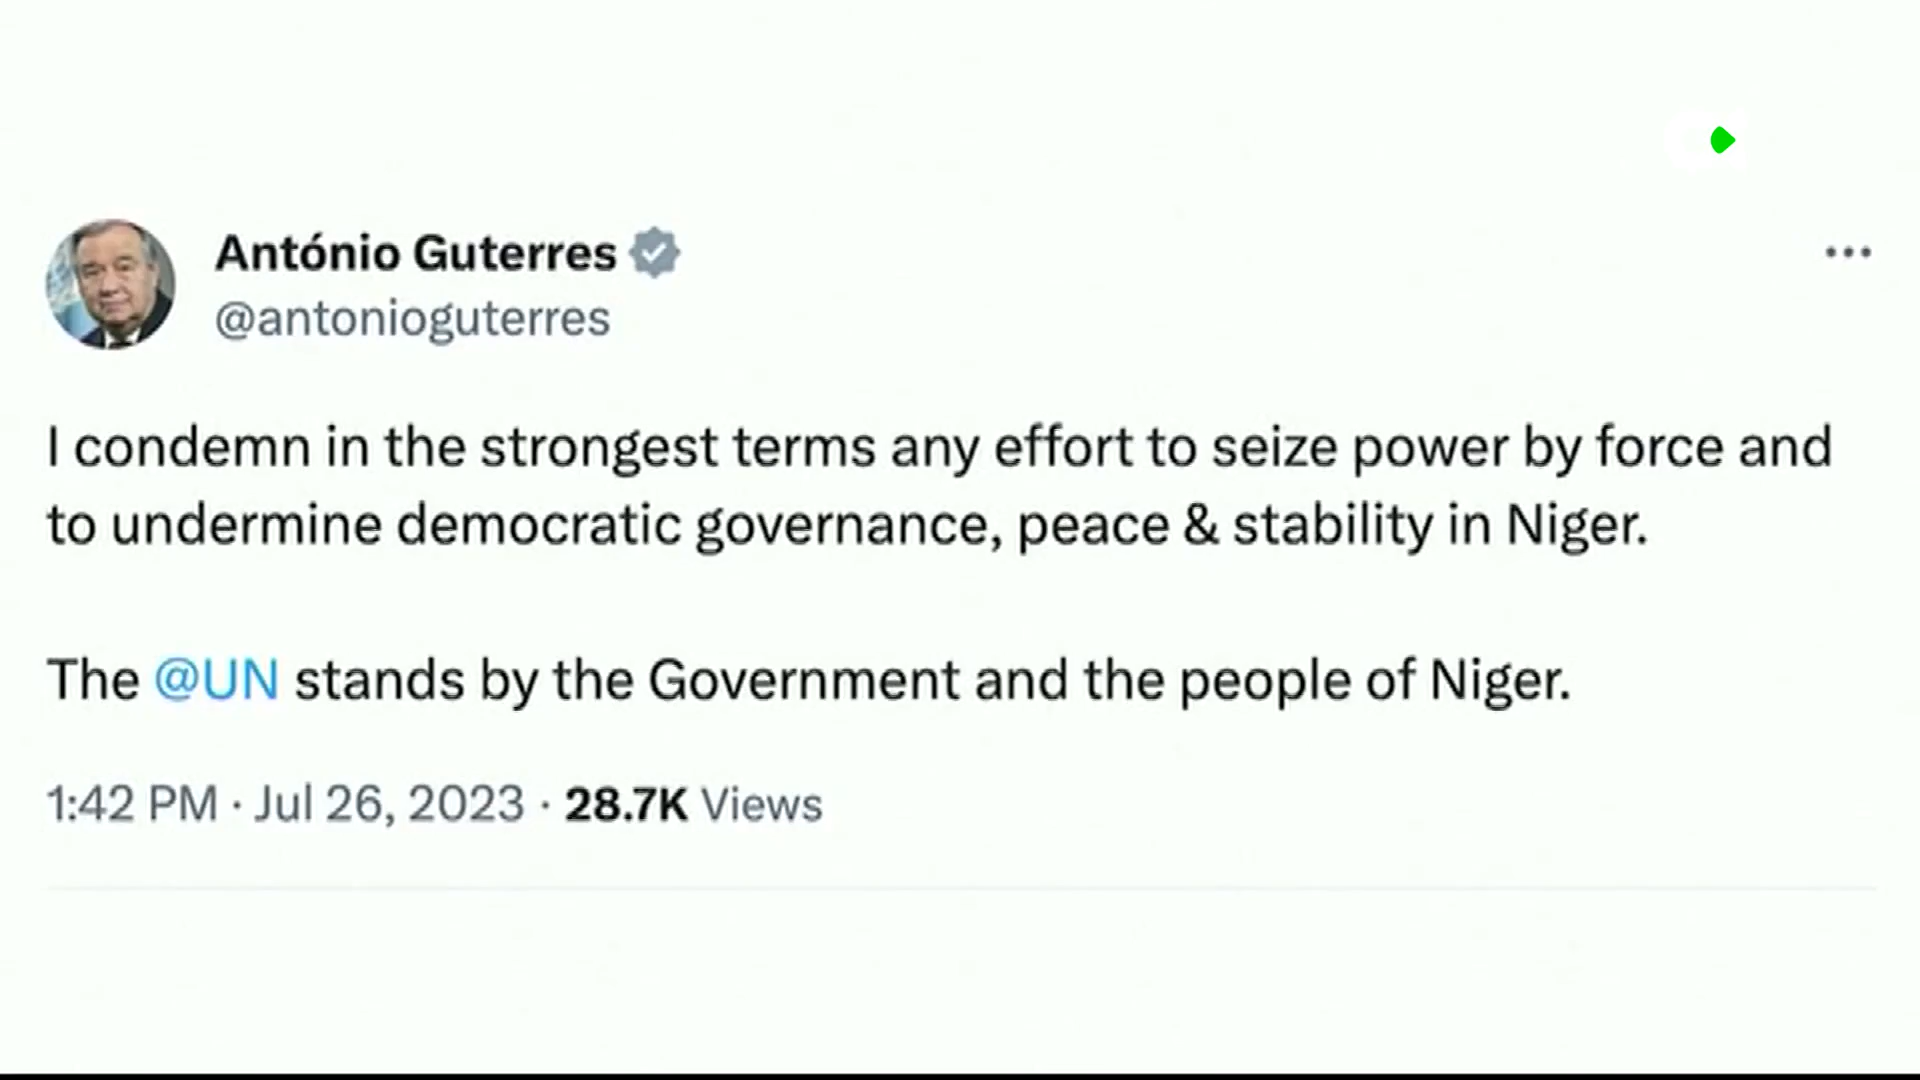 António Guterres
@antonioguterres
I condemn in the strongest terms any effort to seize power by force and
to undermine democratic governance, peace & stability in Niger.
The @UN stands by the Government and the people of Niger.
1:42 PM · Jul 26, 2023 · 28.7K Views